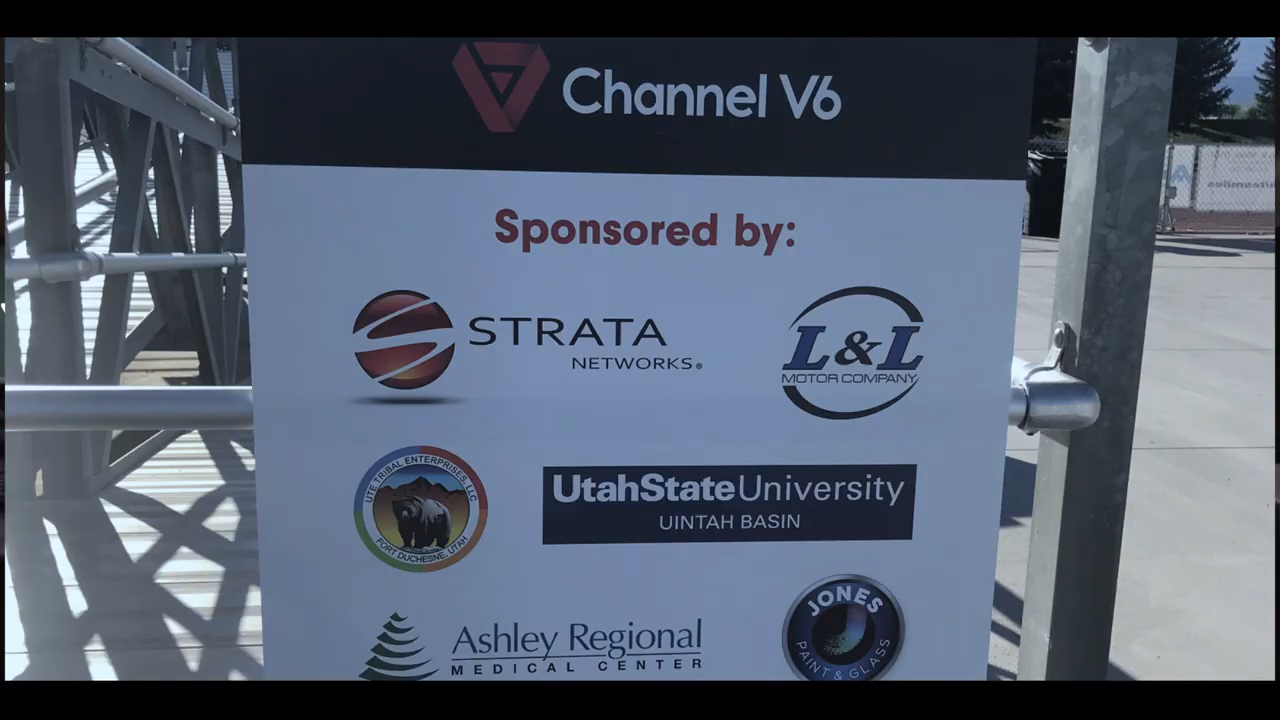 Channel V6
Sponsored by:
STRATA
NETWORKS®
L&L
MOTOR COMPANY
UTE TRIBAL ENTERPRISES, LLC
FORT DUCHESNE, UTAH
UtahStateUniversity
UINTAH BASIN
Ashley Regional
MEDICAL CENTER
JONES
PAINT & GLASS